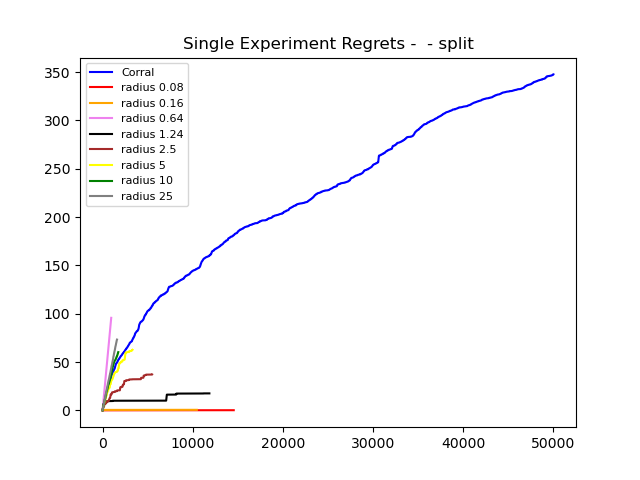 Single Experiment Regrets -  - split
350
300
250
200
150
100
50
0
Corral
radius 0.08
radius 0.16
radius 0.64
radius 1.24
radius 2.5
radius 5
radius 10
radius 25
0 10000 20000 30000 40000 50000